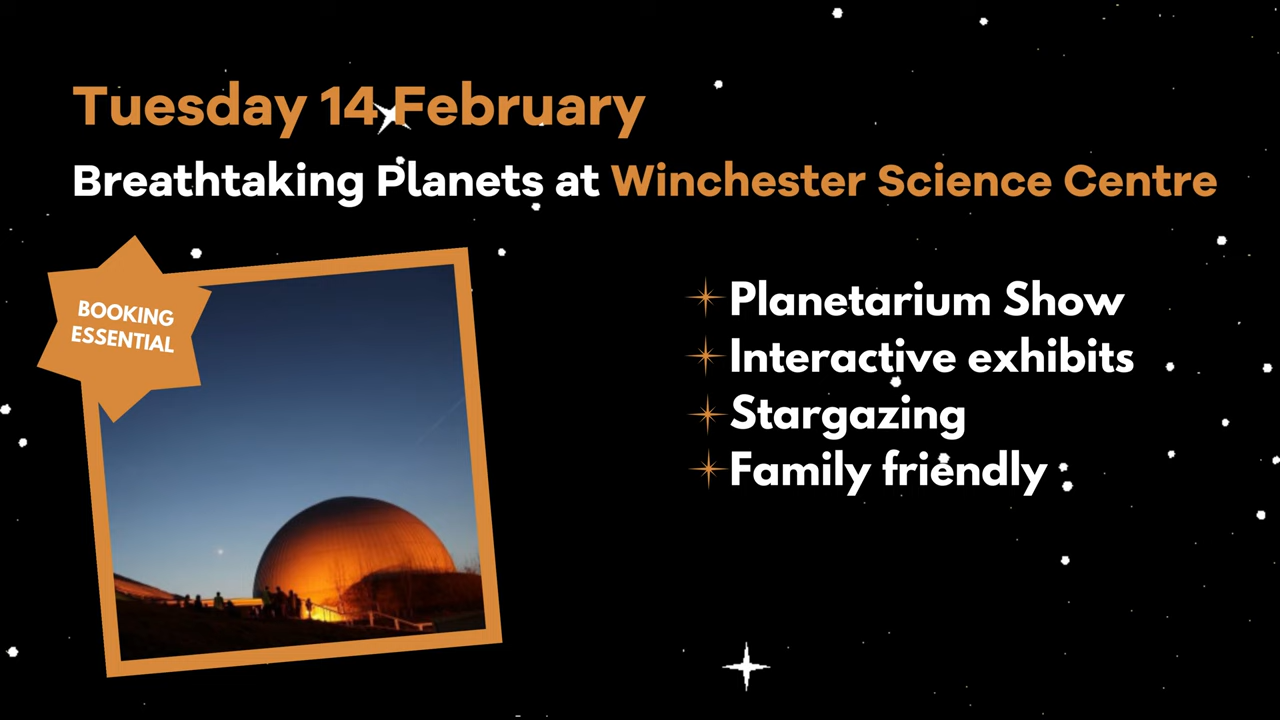 Tuesday 14 February
Breathtaking Planets at Winchester Science Centre
BOOKING
ESSENTIAL
Planetarium Show
Interactive exhibits
Stargazing
Family friendly